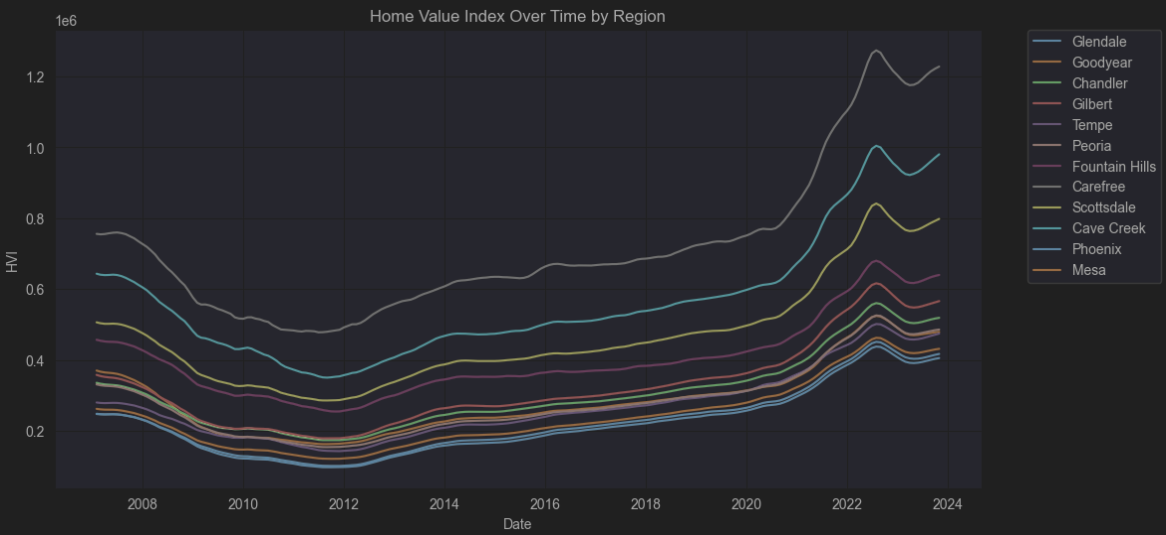 Home Value Index Over Time by Region
1e6
1.2
1.0
0.8
0.6
0.4
0.2
HVI
2008 2010 2012 2014 2016 2018 2020 2022 2024
Date
Glendale
Goodyear
Chandler
Gilbert
Tempe
Peoria
Fountain Hills
Carefree
Scottsdale
Cave Creek
Phoenix
Mesa